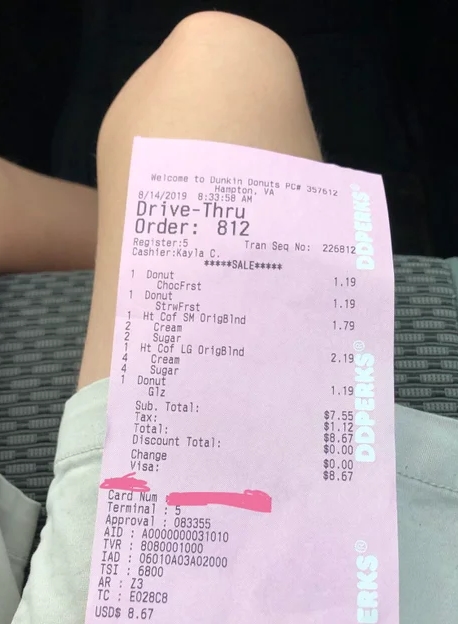 Welcome to Dunkin Donuts PC# 357612
Hampton, VA
8/14/2019 8:33:58 AM
Drive-Thru
Order: 812
Register:5 Tran Seq No: 226812
Cashier:Kayla C.
*****SALE*****
1 Donut
ChocFrst 1.19
1 Donut
StrwFrst 1.19
1 Ht Cof SM OrigBlnd 1.79
2 Cream
2 Sugar
1 Ht Cof LG OrigBlnd 2.19
4 Cream
4 Sugar
1 Donut
Glz 1.19
Sub. Total: $7.55
Tax: $1.12
Total: $8.67
Discount Total: $0.00
Change $0.00
Visa: $8.67
Card Num
Terminal : 5
Approval : 083355
AID : A0000000031010
TVR : 8080001000
IAD : 06010A03A02000
TSI : 6800
AR : Z3
TC : E028C8
USD$ 8.67
DDPERKS®
DDPERKS®
ERKS®